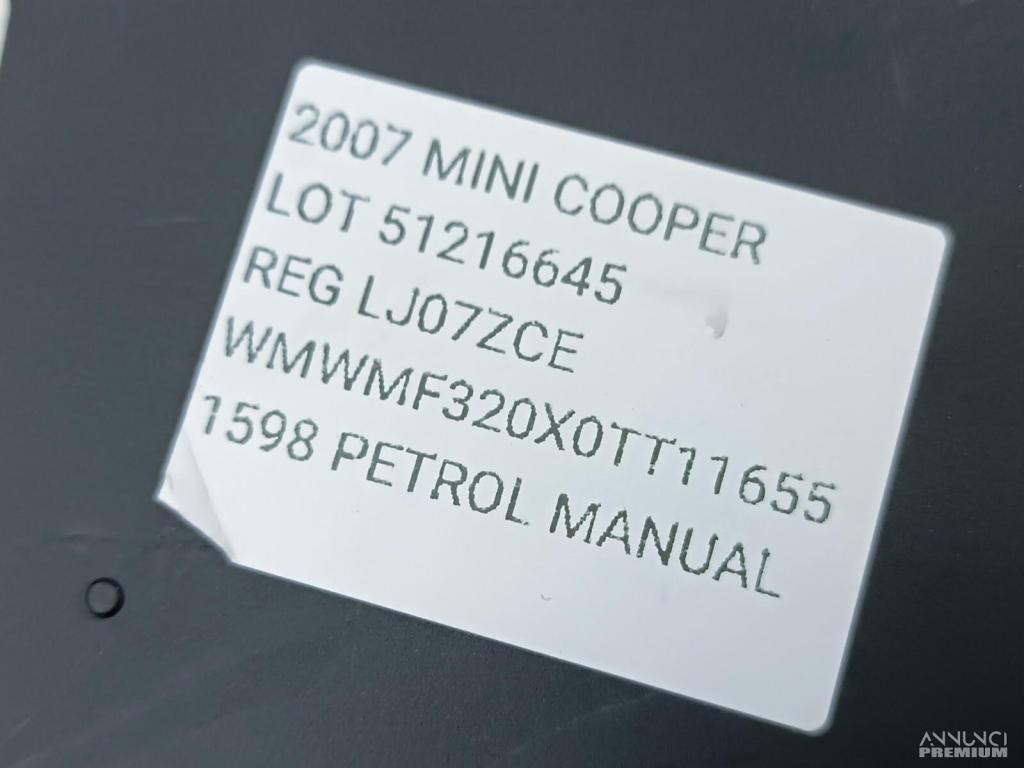 2007 MINI COOPER
LOT 51216645
REG LJ07ZCE
WMWMF320X0TT11655
1598 PETROL MANUAL
ANNUNCI
PREMIUM